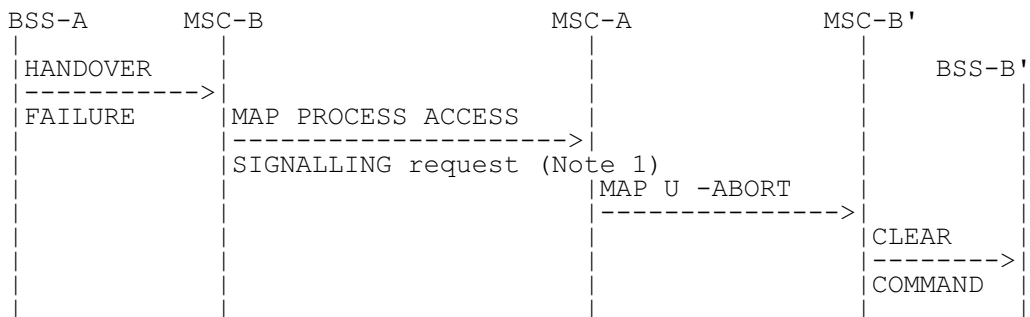 BSS-A MSC-B MSC-A MSC-B'
HANDOVER BSS-B'
FAILURE MAP PROCESS ACCESS
SIGNALLING request (Note 1)
MAP U -ABORT
CLEAR
COMMAND